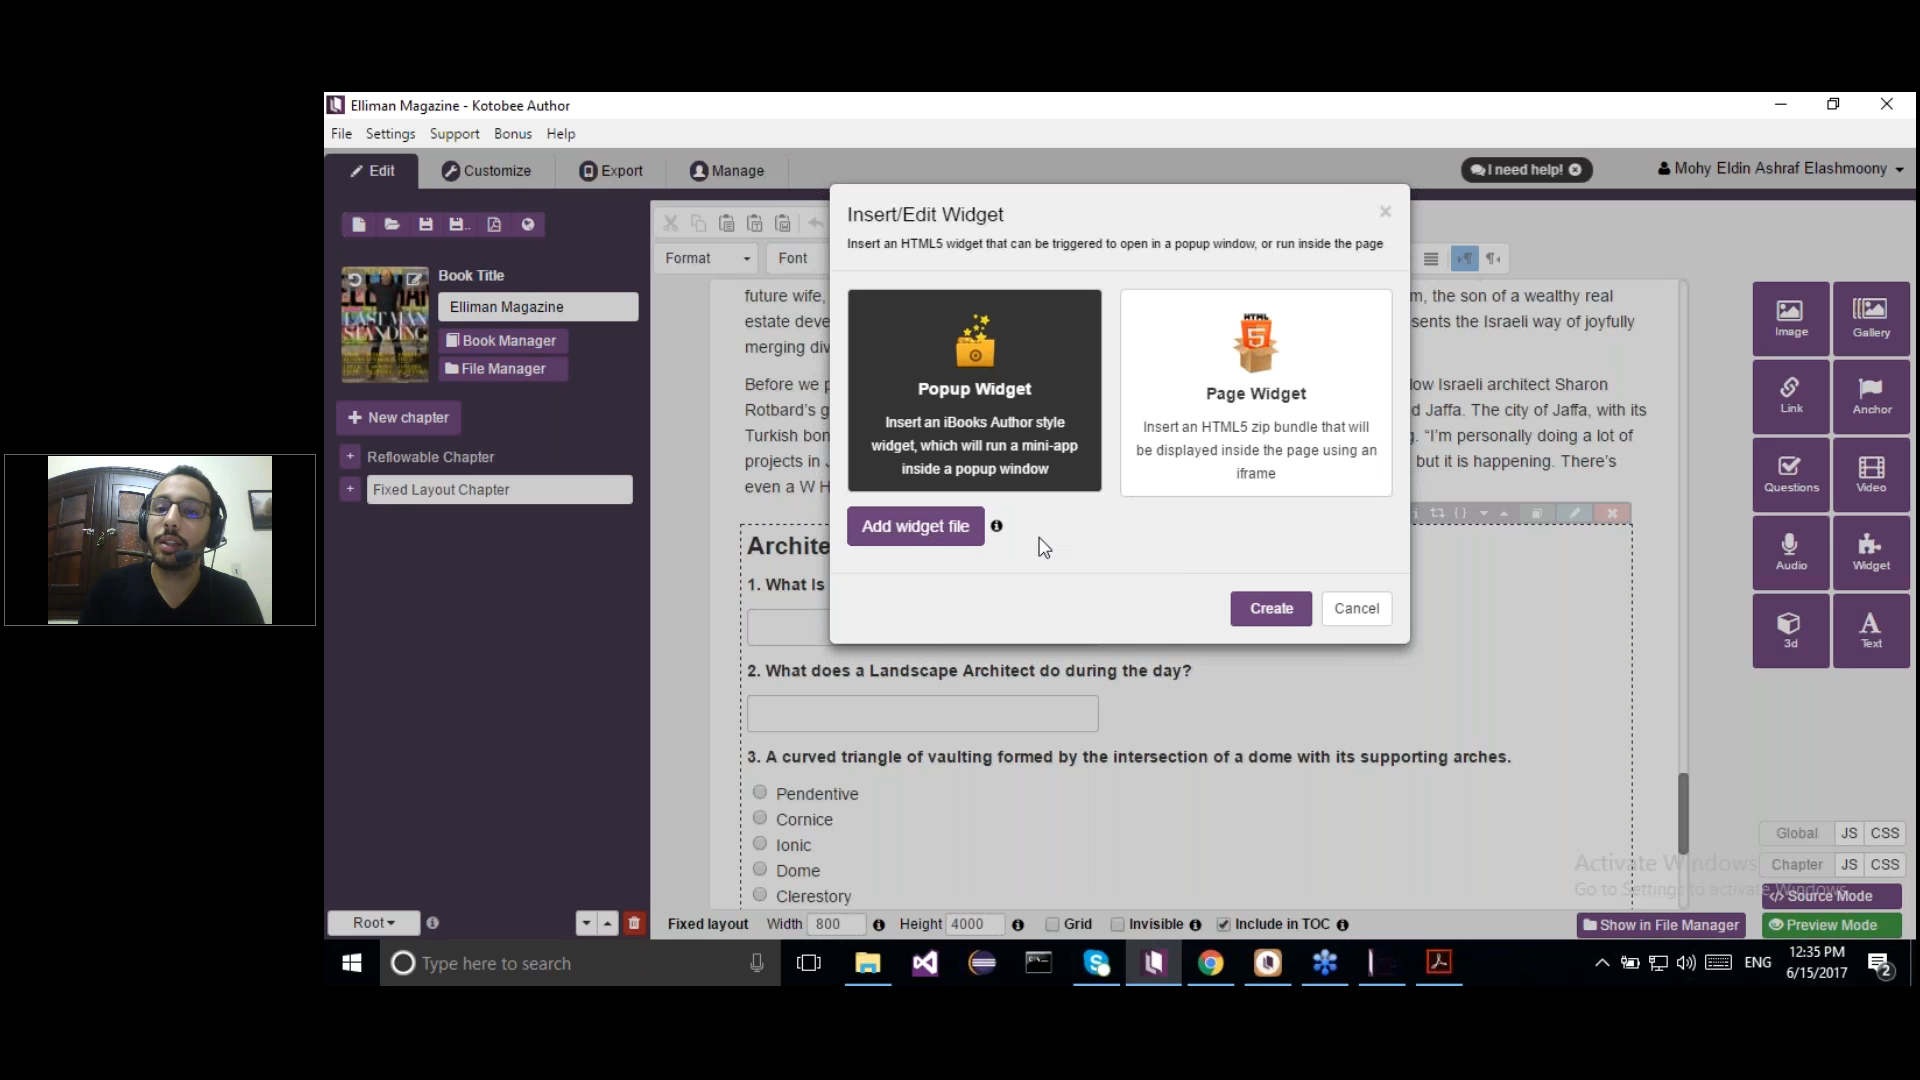 Elliman Magazine - Kotobee Author
File Settings Support Bonus Help
Edit Customize Export Manage
I need help! Mohy Eldin Ashraf Elashmoony
Book Title
Elliman Magazine
Book Manager
File Manager
LAST MAN
STANDING
New chapter
Reflowable Chapter
Fixed Layout Chapter
Root
Format Font
future wife,
estate deve
merging div
Before we p
Rotbard's g
Turkish bon
projects in
even a W H
m, the son of a wealthy real
sents the Israeli way of joyfully
low Israeli architect Sharon
d Jaffa. The city of Jaffa, with its
g. “I'm personally doing a lot of
but it is happening. There's
Insert/Edit Widget
Insert an HTML5 widget that can be triggered to open in a popup window, or run inside the page
Popup Widget
Insert an iBooks Author style
widget, which will run a mini-app
inside a popup window
HTML
5
Page Widget
Insert an HTML5 zip bundle that will
be displayed inside the page using an
iframe
Add widget file
Create Cancel
Archite
1. What is
2. What does a Landscape Architect do during the day?
3. A curved triangle of vaulting formed by the intersection of a dome with its supporting arches.
Pendentive
Cornice
Ionic
Dome
Clerestory
Image Gallery
Link Anchor
Questions Video
Audio Widget
3d Text
Global JS CSS
Chapter JS CSS
Activate Windows
Go to Settings to activate Windows.
</> Source Mode
Preview Mode
Fixed layout Width 800 Height 4000 Grid Invisible Include in TOC Show in File Manager
Type here to search
ENG 12:35 PM
6/15/2017
2